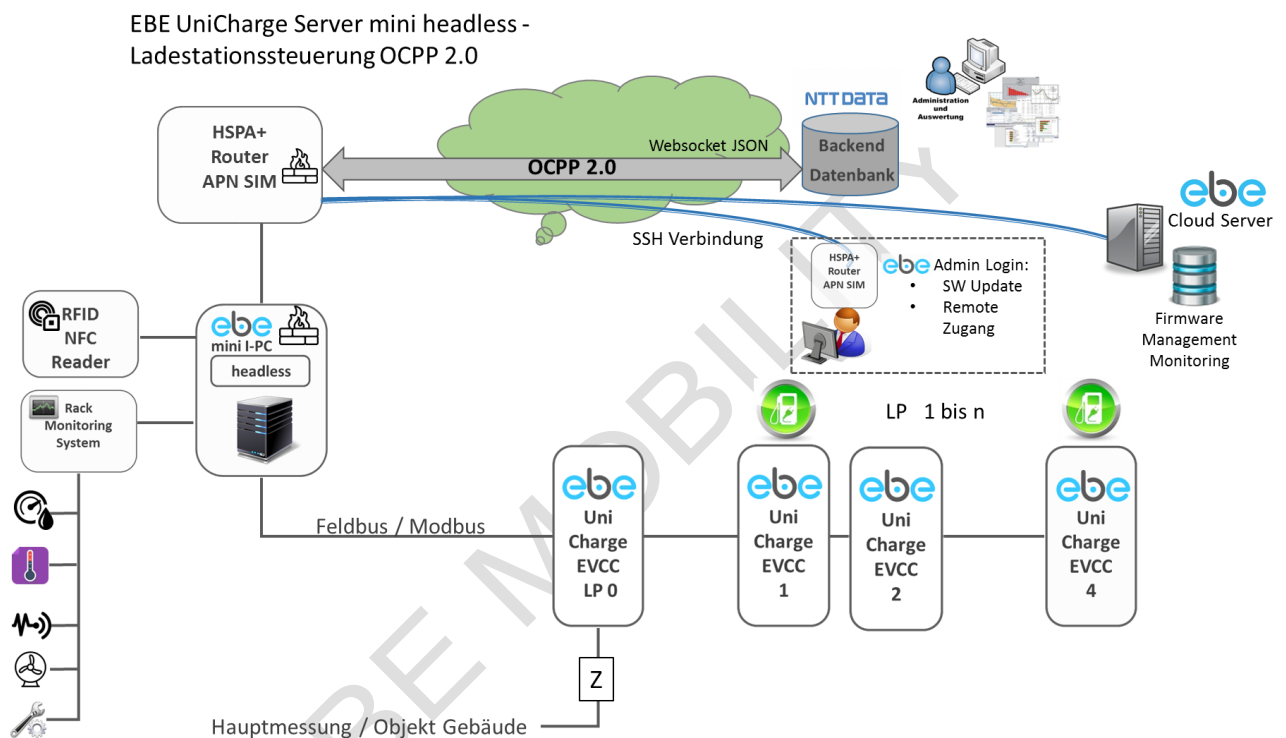 EBE UniCharge Server mini headless -
Ladestationssteuerung OCPP 2.0
HSPA+
Router
APN SIM
Websocket JSON
OCPP 2.0
NTT DATA
Backend
Datenbank
Administration
und
Auswertung
ebe
Cloud Server
Firmware
Management
Monitoring
SSH Verbindung
HSPA+
Router
APN SIM
ebe Admin Login:
• SW Update
• Remote
Zugang
RFID
NFC
Reader
ebe
mini I-PC
headless
Rack
Monitoring
System
LP 1 bis n
Feldbus / Modbus
ebe
Uni
Charge
EVCC
LP 0
ebe
Uni
Charge
EVCC
1
ebe
Uni
Charge
EVCC
2
ebe
Uni
Charge
EVCC
4
Z
Hauptmessung / Objekt Gebäude
BE MOBILITY